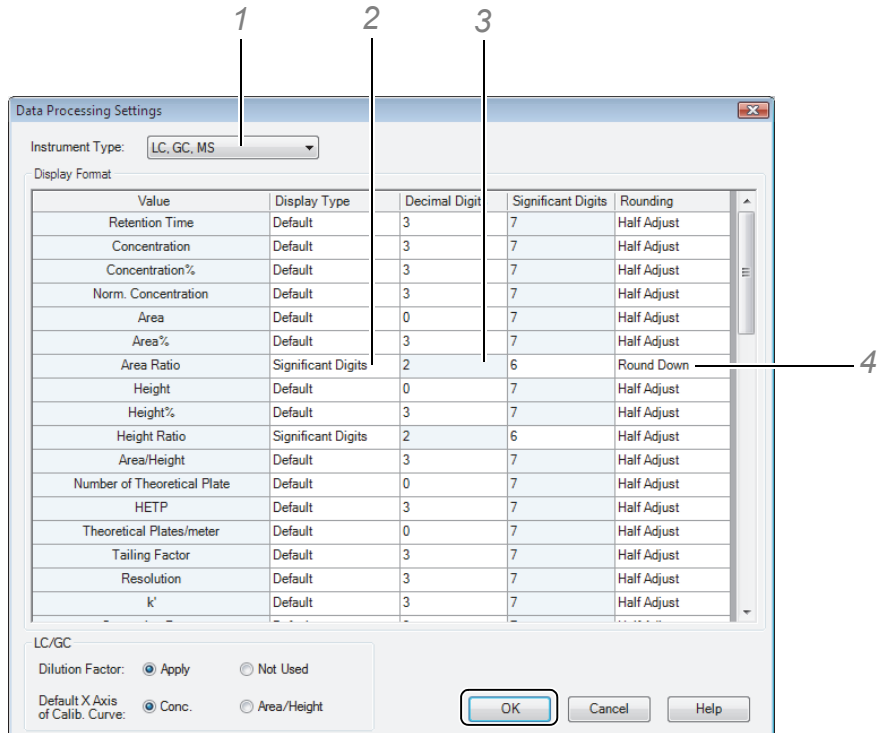 1 2 3
Data Processing Settings
Instrument Type: LC, GC, MS
Display Format
Value Display Type Decimal Digit Significant Digits Rounding
Retention Time Default 3 7 Half Adjust
Concentration Default 3 7 Half Adjust
Concentration% Default 3 7 Half Adjust
Norm. Concentration Default 3 7 Half Adjust
Area Default 0 7 Half Adjust
Area% Default 3 7 Half Adjust
Area Ratio Significant Digits 2 6 Round Down 4
Height Default 0 7 Half Adjust
Height% Default 3 7 Half Adjust
Height Ratio Significant Digits 2 6 Half Adjust
Area/Height Default 3 7 Half Adjust
Number of Theoretical Plate Default 0 7 Half Adjust
HETP Default 3 7 Half Adjust
Theoretical Plates/meter Default 0 7 Half Adjust
Tailing Factor Default 3 7 Half Adjust
Resolution Default 3 7 Half Adjust
k' Default 3 7 Half Adjust
LC/GC
Dilution Factor: Apply Not Used
Default X Axis
of Calib. Curve: Conc. Area/Height
OK Cancel Help